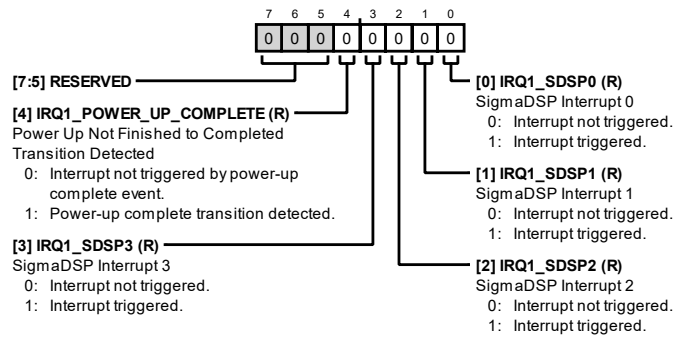 7 6 5 4 3 2 1 0
0 0 0 0 0 0 0 0
[7:5] RESERVED
[4] IRQ1_POWER_UP_COMPLETE (R)
Power Up Not Finished to Completed
Transition Detected
0: Interrupt not triggered by power-up
complete event.
1: Power-up complete transition detected.
[3] IRQ1_SDSP3 (R)
SigmaDSP Interrupt 3
0: Interrupt not triggered.
1: Interrupt triggered.
[0] IRQ1_SDSP0 (R)
SigmaDSP Interrupt 0
0: Interrupt not triggered.
1: Interrupt triggered.
[1] IRQ1_SDSP1 (R)
SigmaDSP Interrupt 1
0: Interrupt not triggered.
1: Interrupt triggered.
[2] IRQ1_SDSP2 (R)
SigmaDSP Interrupt 2
0: Interrupt not triggered.
1: Interrupt triggered.